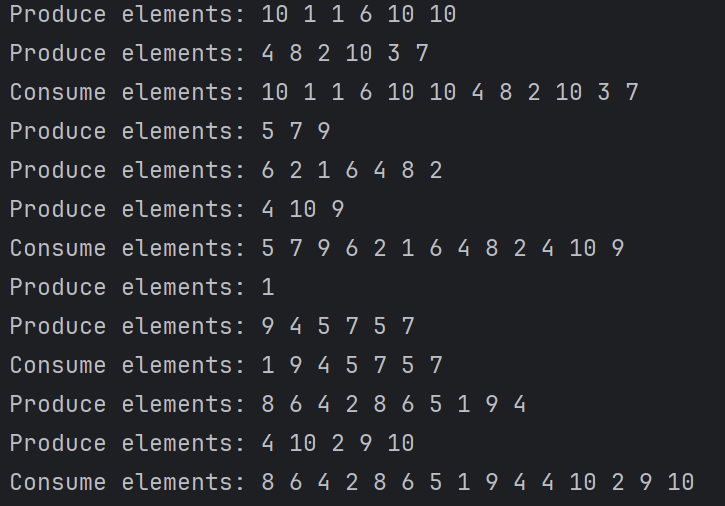 Produce elements: 10 1 1 6 10 10
Produce elements: 4 8 2 10 3 7
Consume elements: 10 1 1 6 10 10 4 8 2 10 3 7
Produce elements: 5 7 9
Produce elements: 6 2 1 6 4 8 2
Produce elements: 4 10 9
Consume elements: 5 7 9 6 2 1 6 4 8 2 4 10 9
Produce elements: 1
Produce elements: 9 4 5 7 5 7
Consume elements: 1 9 4 5 7 5 7
Produce elements: 8 6 4 2 8 6 5 1 9 4
Produce elements: 4 10 2 9 10
Consume elements: 8 6 4 2 8 6 5 1 9 4 4 10 2 9 10